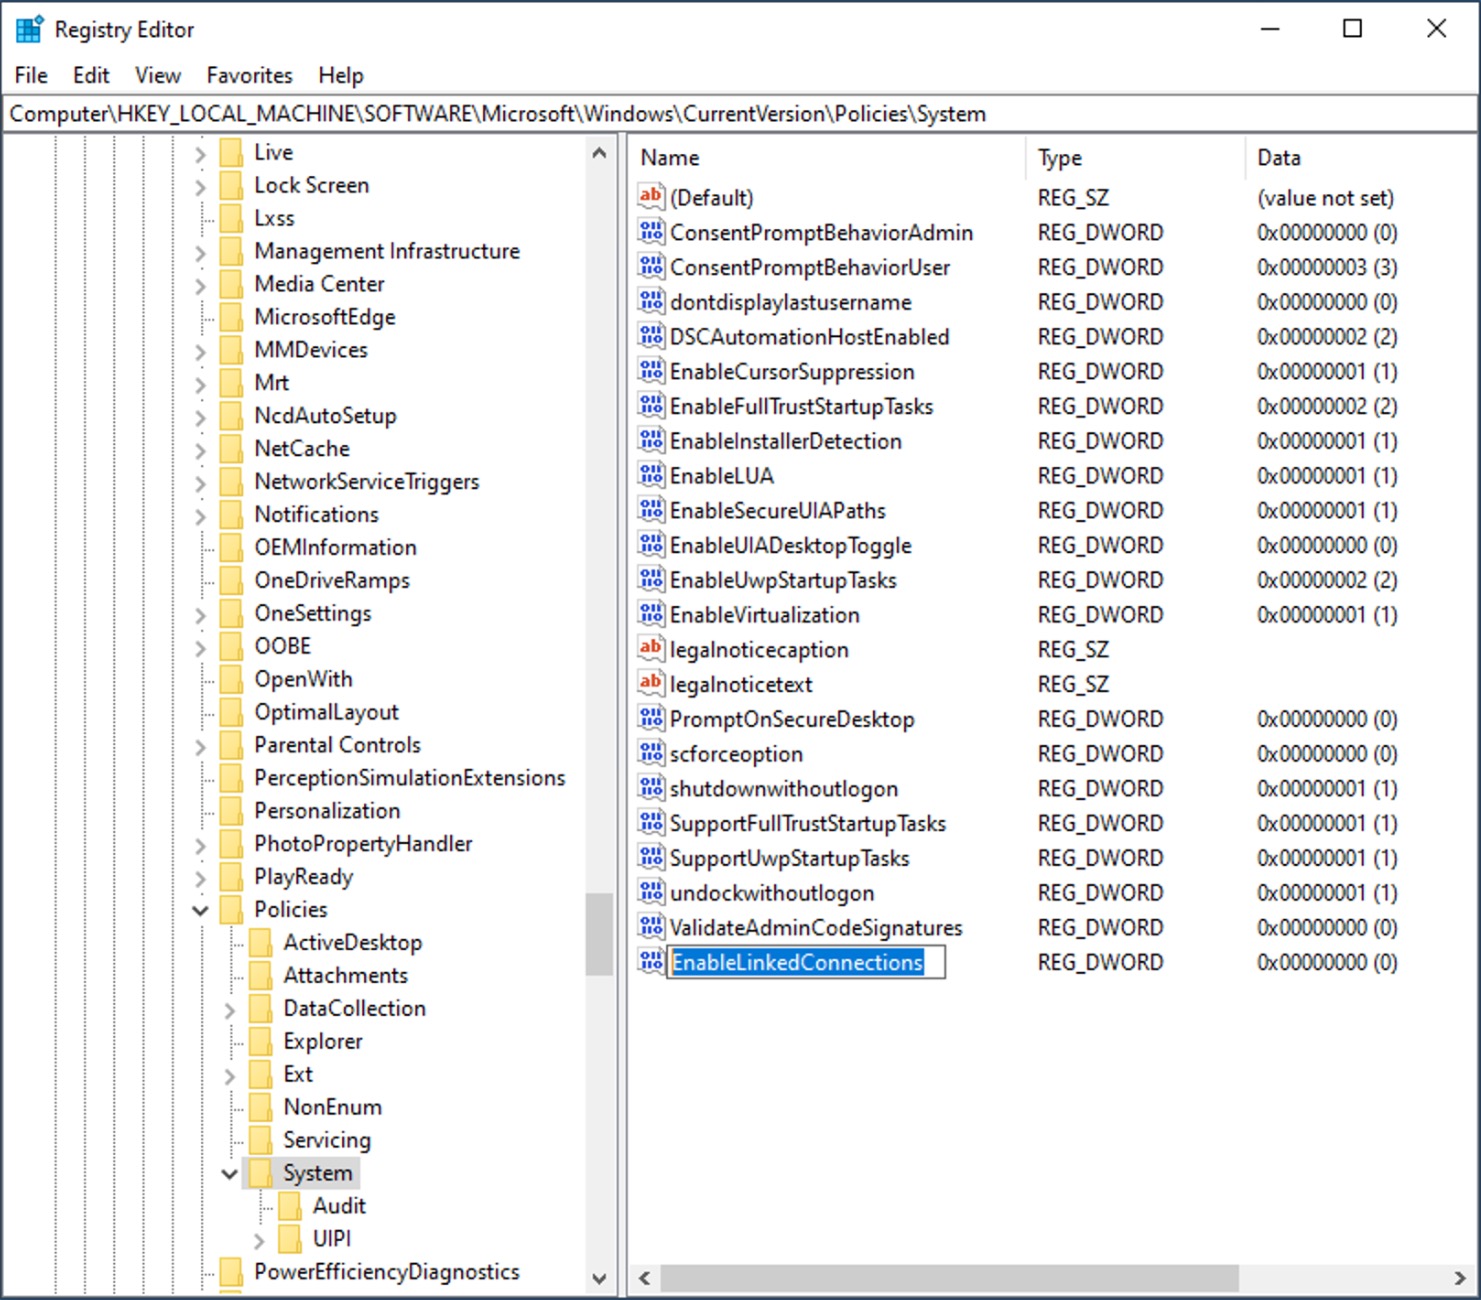 Registry Editor
File Edit View Favorites Help
Computer\HKEY_LOCAL_MACHINE\SOFTWARE\Microsoft\Windows\CurrentVersion\Policies\System
Live
Lock Screen
Lxss
Management Infrastructure
Media Center
MicrosoftEdge
MMDevices
Mrt
NcdAutoSetup
NetCache
NetworkServiceTriggers
Notifications
OEMInformation
OneDriveRamps
OneSettings
OOBE
OpenWith
OptimalLayout
Parental Controls
PerceptionSimulationExtensions
Personalization
PhotoPropertyHandler
PlayReady
Policies
ActiveDesktop
Attachments
DataCollection
Explorer
Ext
NonEnum
Servicing
System
Audit
UIPI
PowerEfficiencyDiagnostics
Name Type Data
(Default) REG_SZ (value not set)
ConsentPromptBehaviorAdmin REG_DWORD 0x00000000 (0)
ConsentPromptBehaviorUser REG_DWORD 0x00000003 (3)
dontdisplaylastusername REG_DWORD 0x00000000 (0)
DSCAutomationHostEnabled REG_DWORD 0x00000002 (2)
EnableCursorSuppression REG_DWORD 0x00000001 (1)
EnableFullTrustStartupTasks REG_DWORD 0x00000002 (2)
EnableInstallerDetection REG_DWORD 0x00000001 (1)
EnableLUA REG_DWORD 0x00000001 (1)
EnableSecureUIAPaths REG_DWORD 0x00000001 (1)
EnableUIADesktopToggle REG_DWORD 0x00000000 (0)
EnableUwpStartupTasks REG_DWORD 0x00000002 (2)
EnableVirtualization REG_DWORD 0x00000001 (1)
legalnoticecaption REG_SZ
legalnoticetext REG_SZ
PromptOnSecureDesktop REG_DWORD 0x00000000 (0)
scforceoption REG_DWORD 0x00000000 (0)
shutdownwithoutlogon REG_DWORD 0x00000001 (1)
SupportFullTrustStartupTasks REG_DWORD 0x00000001 (1)
SupportUwpStartupTasks REG_DWORD 0x00000001 (1)
undockwithoutlogon REG_DWORD 0x00000001 (1)
ValidateAdminCodeSignatures REG_DWORD 0x00000000 (0)
EnableLinkedConnections REG_DWORD 0x00000000 (0)